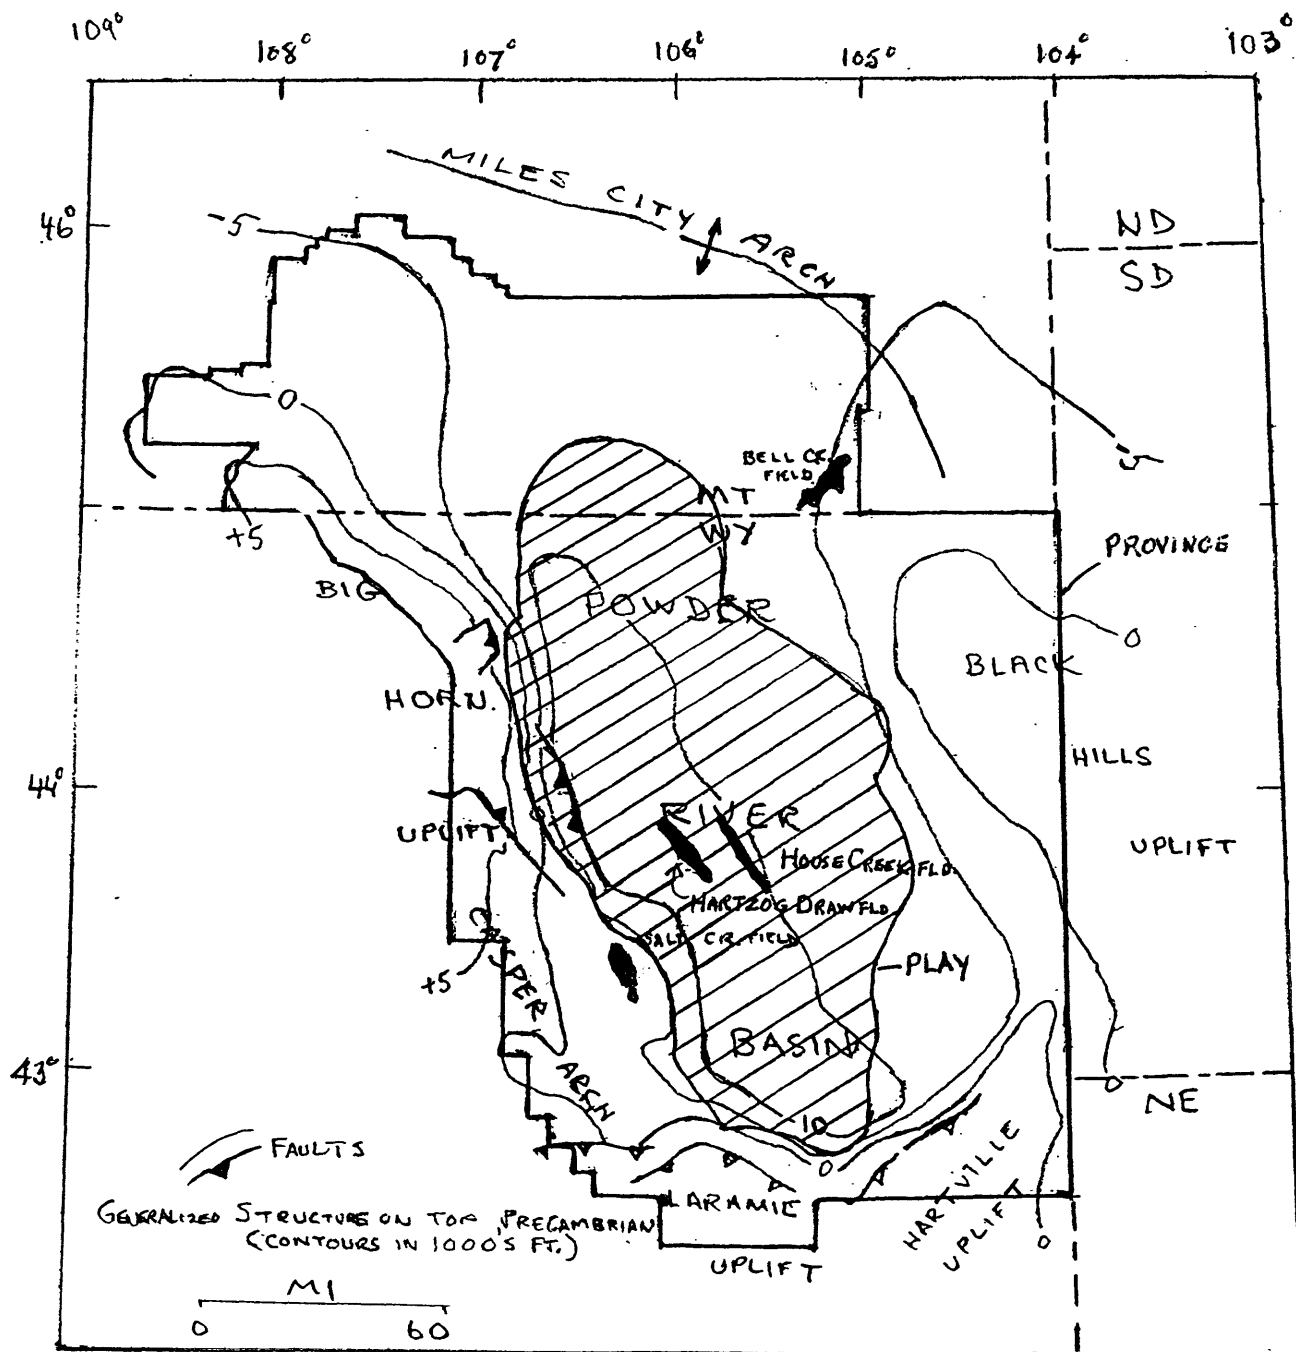 109°
108°
107°
106°
105°
104°
103°
MILES CITY ARCH
-5
46°
ND
SD
0
BELL CR.
FIELD
-5
MT
WY
+5
PROVINCE
BIG
POWDER
0
BLACK
HORN.
HILLS
44°
RIVER
0
UPLIFT
UPLIFT
HOUSE CREEK FLD.
HARTZOG DRAW FLD
SALT CR. FIELD
CASPER
+5
PLAY
BASIN
43°
ARCH
0
NE
10
FAULTS
0
HARTVILLE
UPLIFT
LARAMIE
GENERALIZED STRUCTURE ON TOP PRECAMBRIAN
(CONTOURS IN 1000'S FT.)
0
UPLIFT
MI
0 60